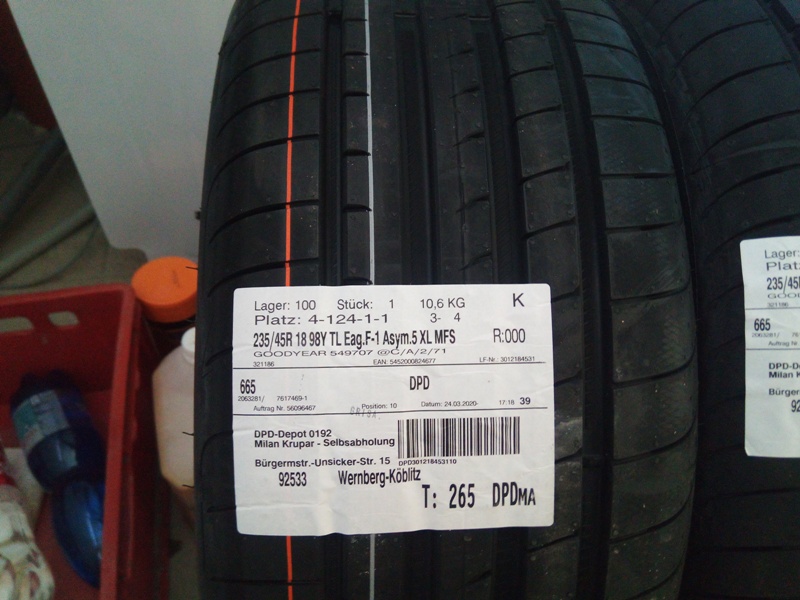 Lager: 100 Stück: 1 10,6 KG K
Platz: 4-124-1-1 3- 4
235/45R 18 98Y TL Eag.F-1 Asym.5 XL MFS R:000
GOODYEAR 549707 @C/A/2/71
321186 EAN: 5452000824677 LF-Nr. 3012184531
665 DPD
2063281/ 7617469-1
Auftrag Nr. 56096467 Position: 10 Datum: 24.03.2020- 17:18 39
DPD-Depot 0192
Milan Krupar - Selbsabholung
Bürgermstr.-Unsicker-Str. 15 DPD301218453110
92533 Wernberg-Köblitz
T: 265 DPDMA
Lager:
Platz:
235/45R
321186
665
2063281/
Auftrag N
DPD-De
Milan K
Bürger
92